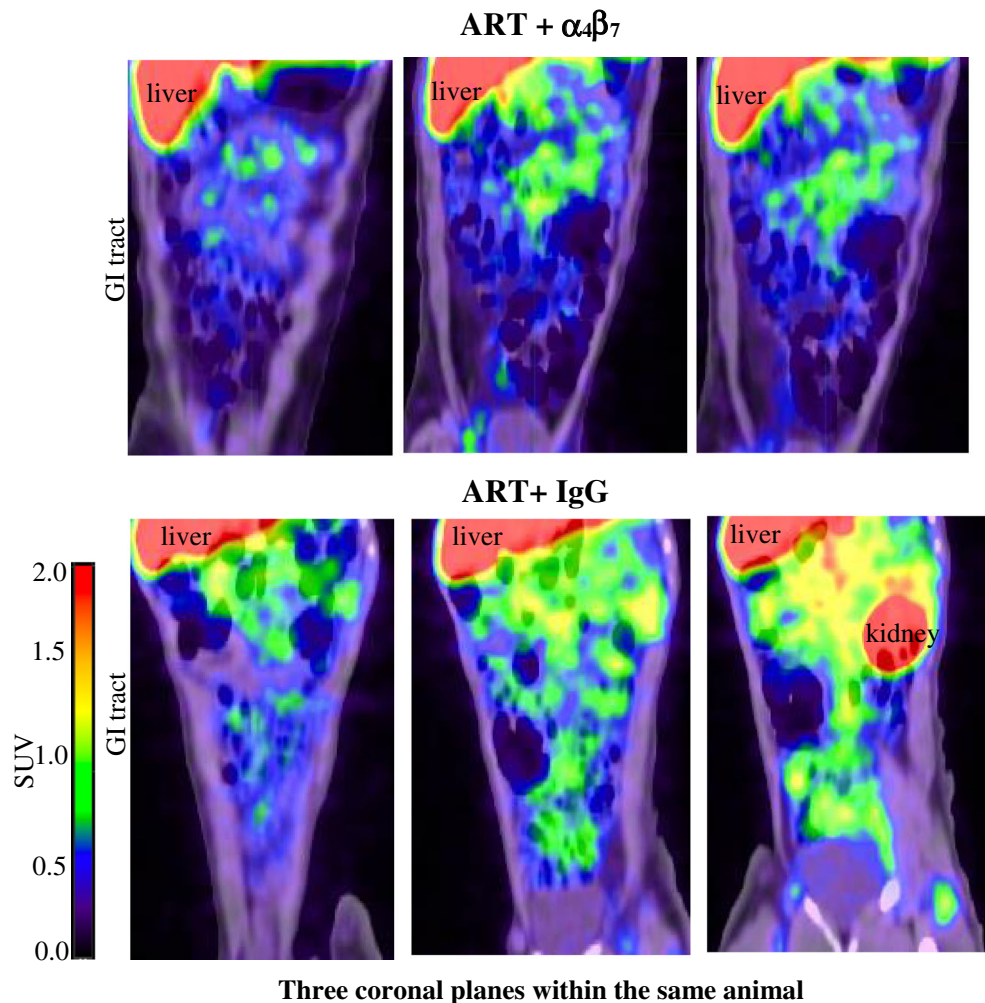 ART + α₄β₇
liver
liver
liver
GI tract
ART+ IgG
liver
liver
liver
kidney
GI tract
SUV
2.0
1.5
1.0
0.5
0.0
Three coronal planes within the same animal